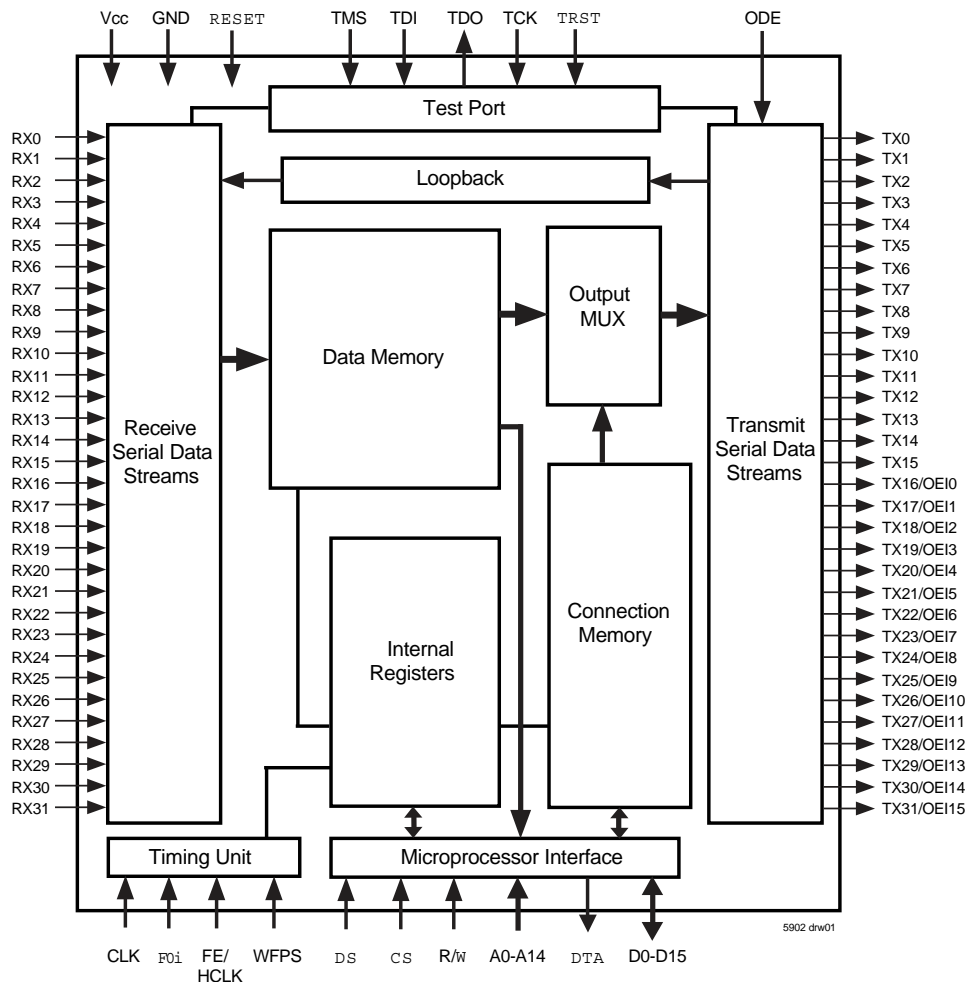 Vcc GND RESET TMS TDI TDO TCK TRST ODE
Test Port
Loopback
RX0
RX1
RX2
RX3
RX4
RX5
RX6
RX7
RX8
RX9
RX10
RX11
RX12
RX13
RX14
RX15
RX16
RX17
RX18
RX19
RX20
RX21
RX22
RX23
RX24
RX25
RX26
RX27
RX28
RX29
RX30
RX31
Receive
Serial Data
Streams
Data Memory
Output
MUX
Internal
Registers
Connection
Memory
Transmit
Serial Data
Streams
TX0
TX1
TX2
TX3
TX4
TX5
TX6
TX7
TX8
TX9
TX10
TX11
TX12
TX13
TX14
TX15
TX16/OEI0
TX17/OEI1
TX18/OEI2
TX19/OEI3
TX20/OEI4
TX21/OEI5
TX22/OEI6
TX23/OEI7
TX24/OEI8
TX25/OEI9
TX26/OEI10
TX27/OEI11
TX28/OEI12
TX29/OEI13
TX30/OEI14
TX31/OEI15
Timing Unit
Microprocessor Interface
5902 drw01
CLK F0i FE/ WFPS DS CS R/W A0-A14 DTA D0-D15
HCLK